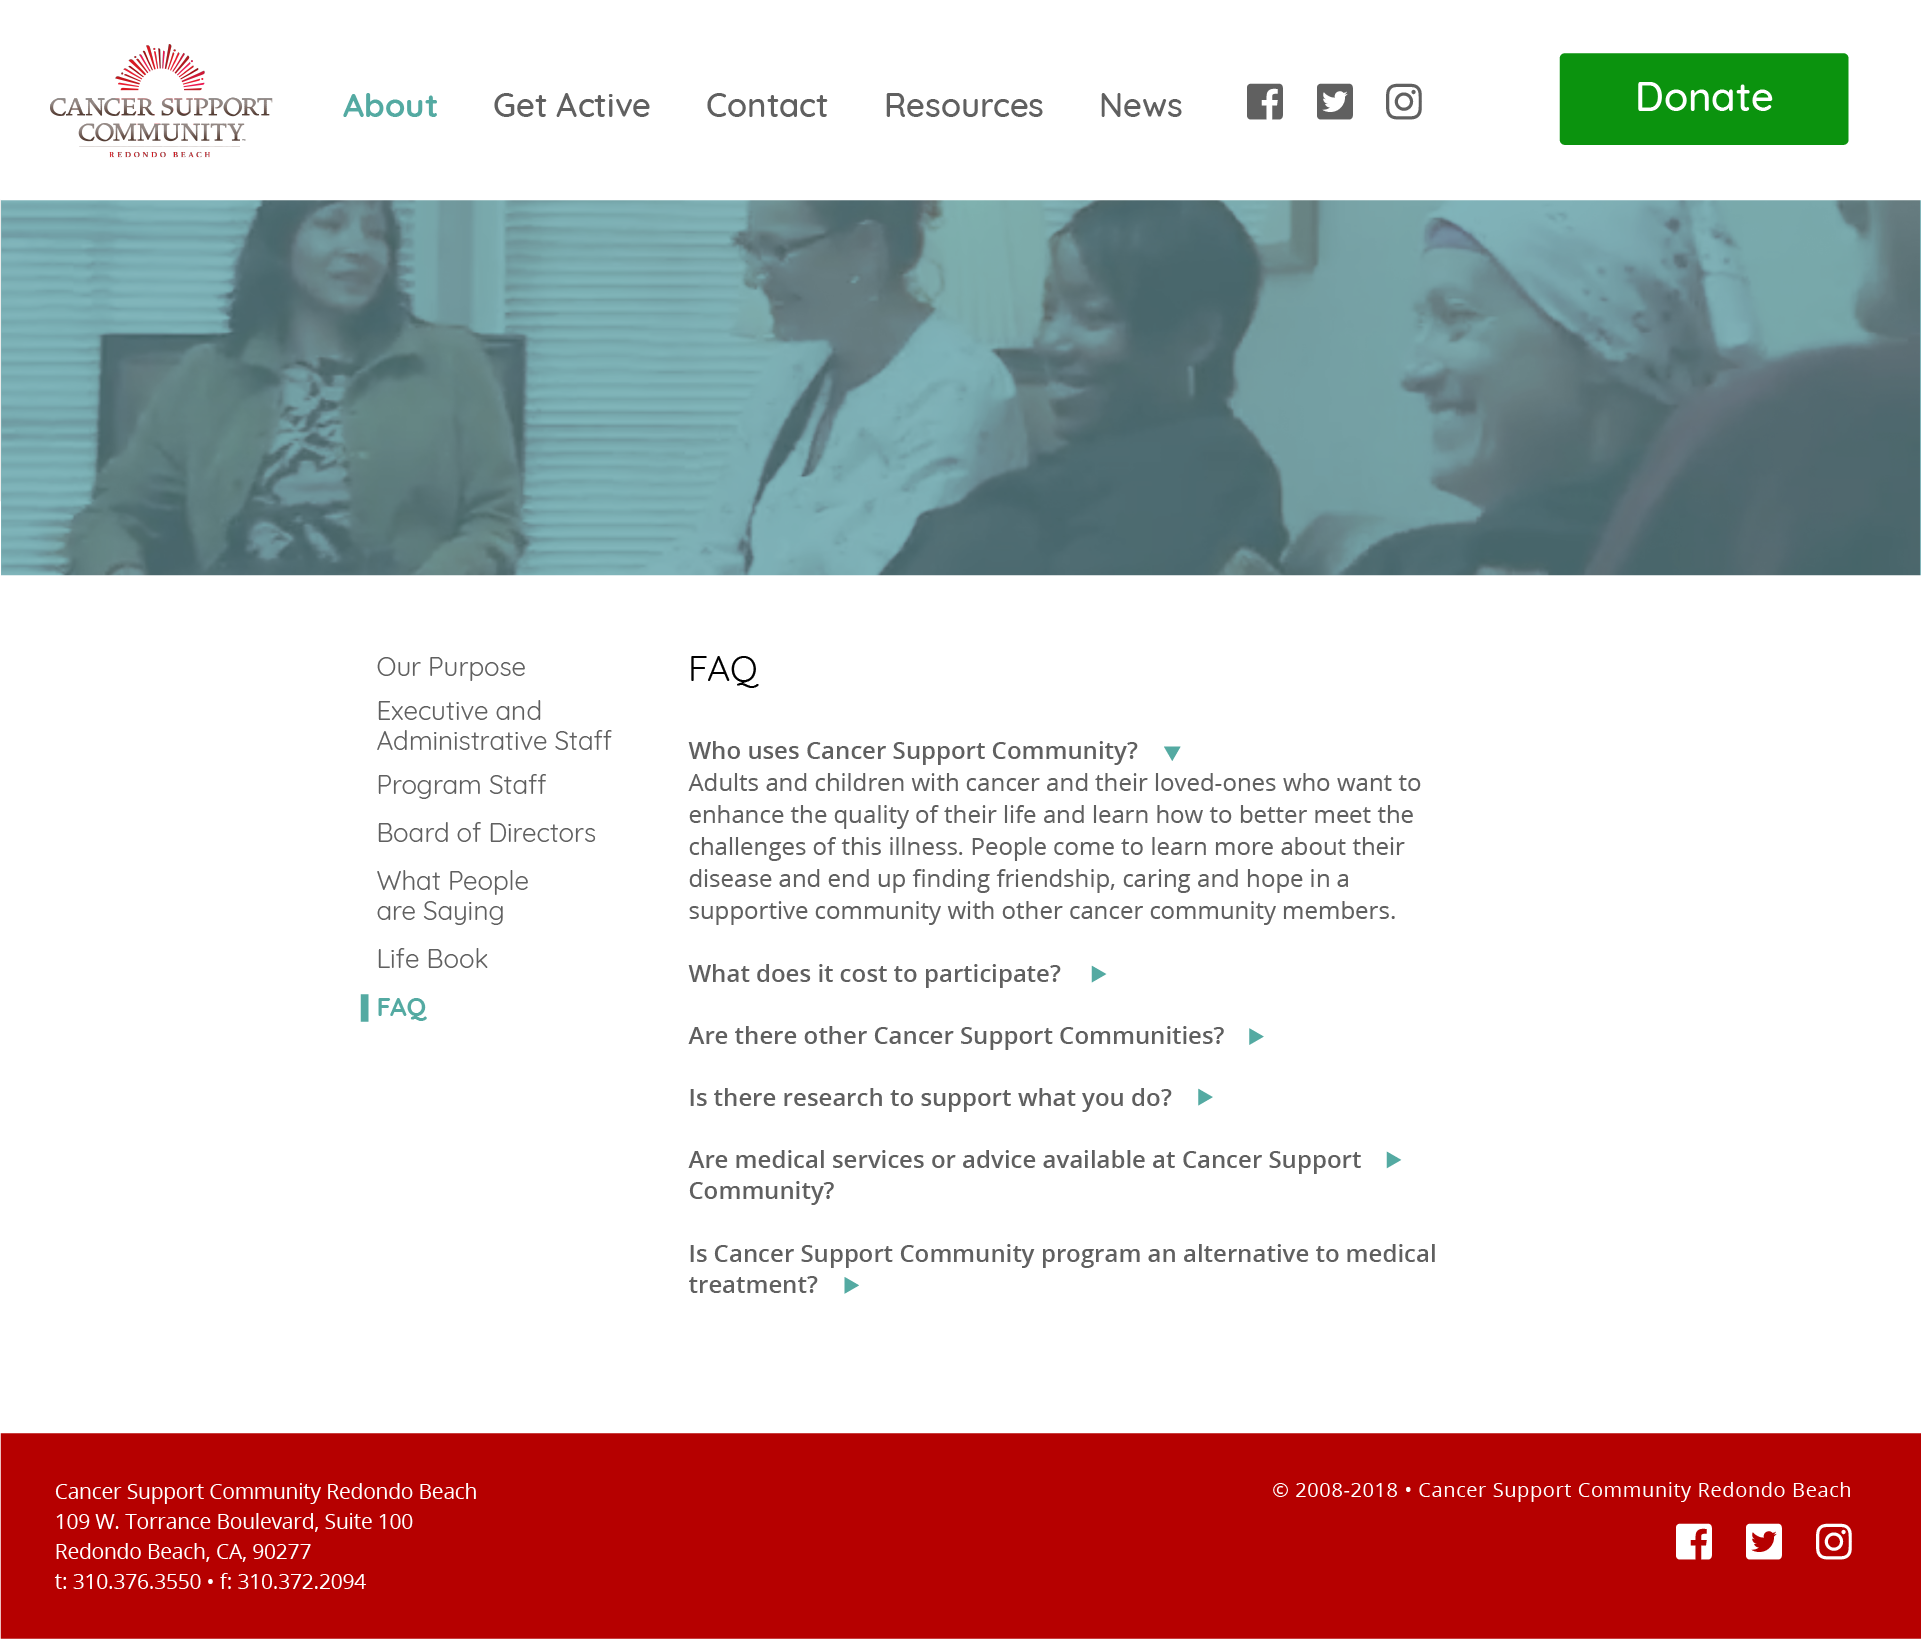 CANCER SUPPORT
COMMUNITY
REDONDO BEACH
About Get Active Contact Resources News
Donate
Our Purpose
Executive and
Administrative Staff
Program Staff
Board of Directors
What People
are Saying
Life Book
FAQ
FAQ
Who uses Cancer Support Community?
Adults and children with cancer and their loved-ones who want to
enhance the quality of their life and learn how to better meet the
challenges of this illness. People come to learn more about their
disease and end up finding friendship, caring and hope in a
supportive community with other cancer community members.
What does it cost to participate?
Are there other Cancer Support Communities?
Is there research to support what you do?
Are medical services or advice available at Cancer Support
Community?
Is Cancer Support Community program an alternative to medical
treatment?
Cancer Support Community Redondo Beach
109 W. Torrance Boulevard, Suite 100
Redondo Beach, CA, 90277
t: 310.376.3550 • f: 310.372.2094
© 2008-2018 • Cancer Support Community Redondo Beach